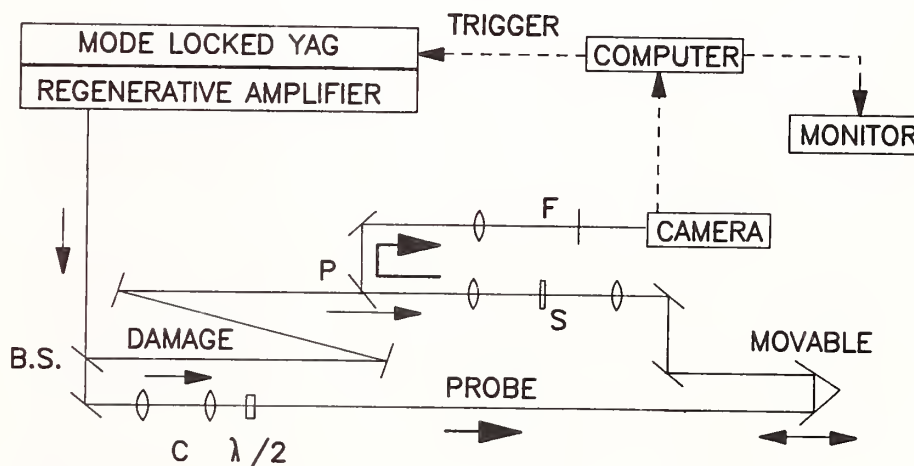 TRIGGER
MODE LOCKED YAG
COMPUTER
REGENERATIVE AMPLIFIER
MONITOR
F
CAMERA
P
S
DAMAGE
MOVABLE
B.S.
PROBE
C λ/2